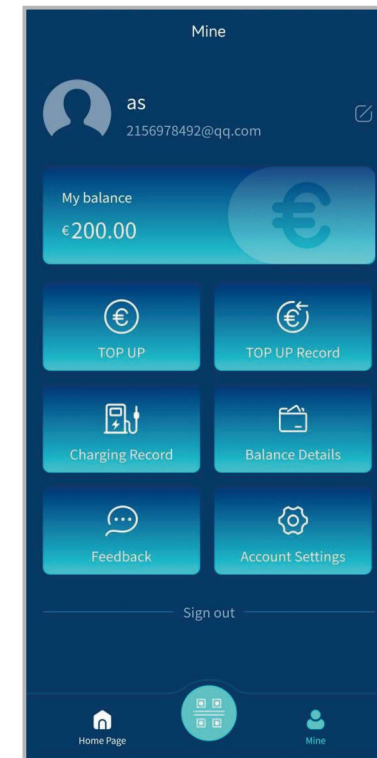 Mine
as
2156978492@qq.com
My balance
€200.00
TOP UP
TOP UP Record
Charging Record
Balance Details
Feedback
Account Settings
Sign out
Home Page
Mine